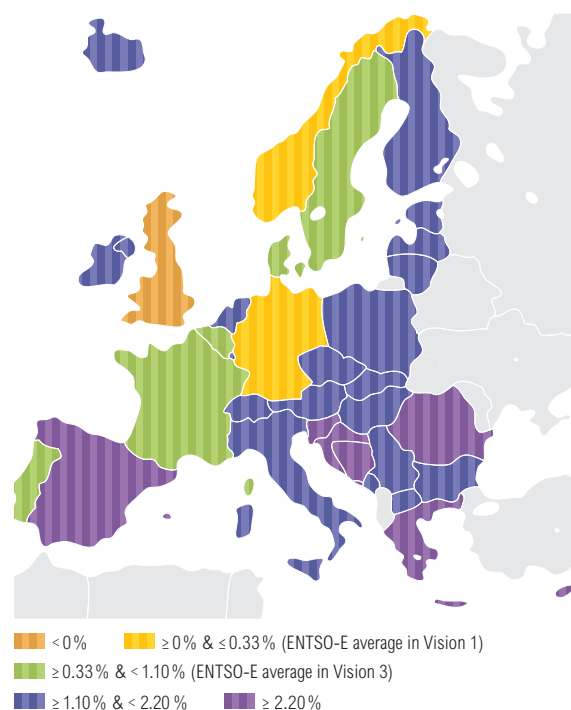 < 0 % ≥ 0 % & ≤ 0.33 % (ENTSO-E average in Vision 1)
≥ 0.33 % & < 1.10 % (ENTSO-E average in Vision 3)
≥ 1.10 % & < 2.20 % ≥ 2.20 %